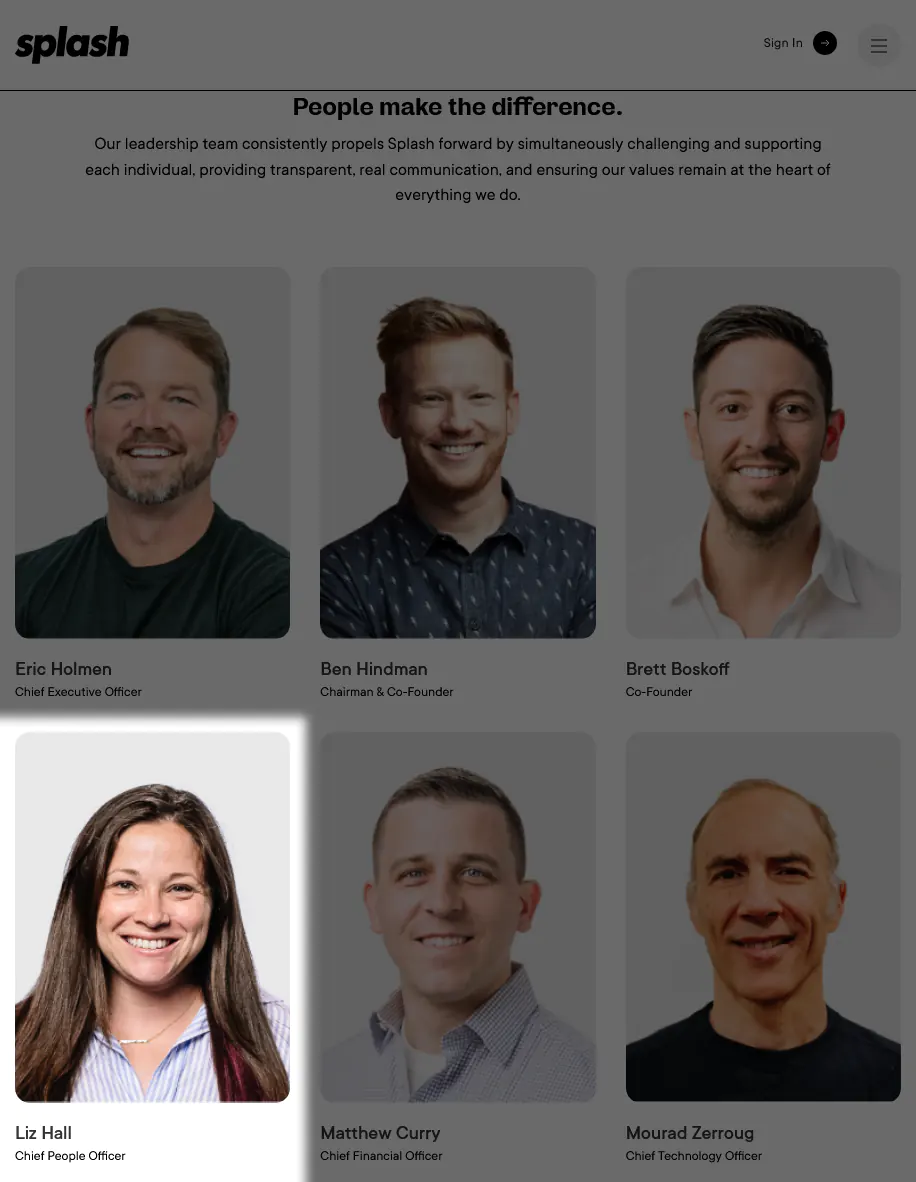 splash
Sign In
People make the difference.
Our leadership team consistently propels Splash forward by simultaneously challenging and supporting
each individual, providing transparent, real communication, and ensuring our values remain at the heart of
everything we do.
Eric Holmen
Chief Executive Officer
Ben Hindman
Chairman & Co-Founder
Brett Boskoff
Co-Founder
Liz Hall
Chief People Officer
Matthew Curry
Chief Financial Officer
Mourad Zerroug
Chief Technology Officer